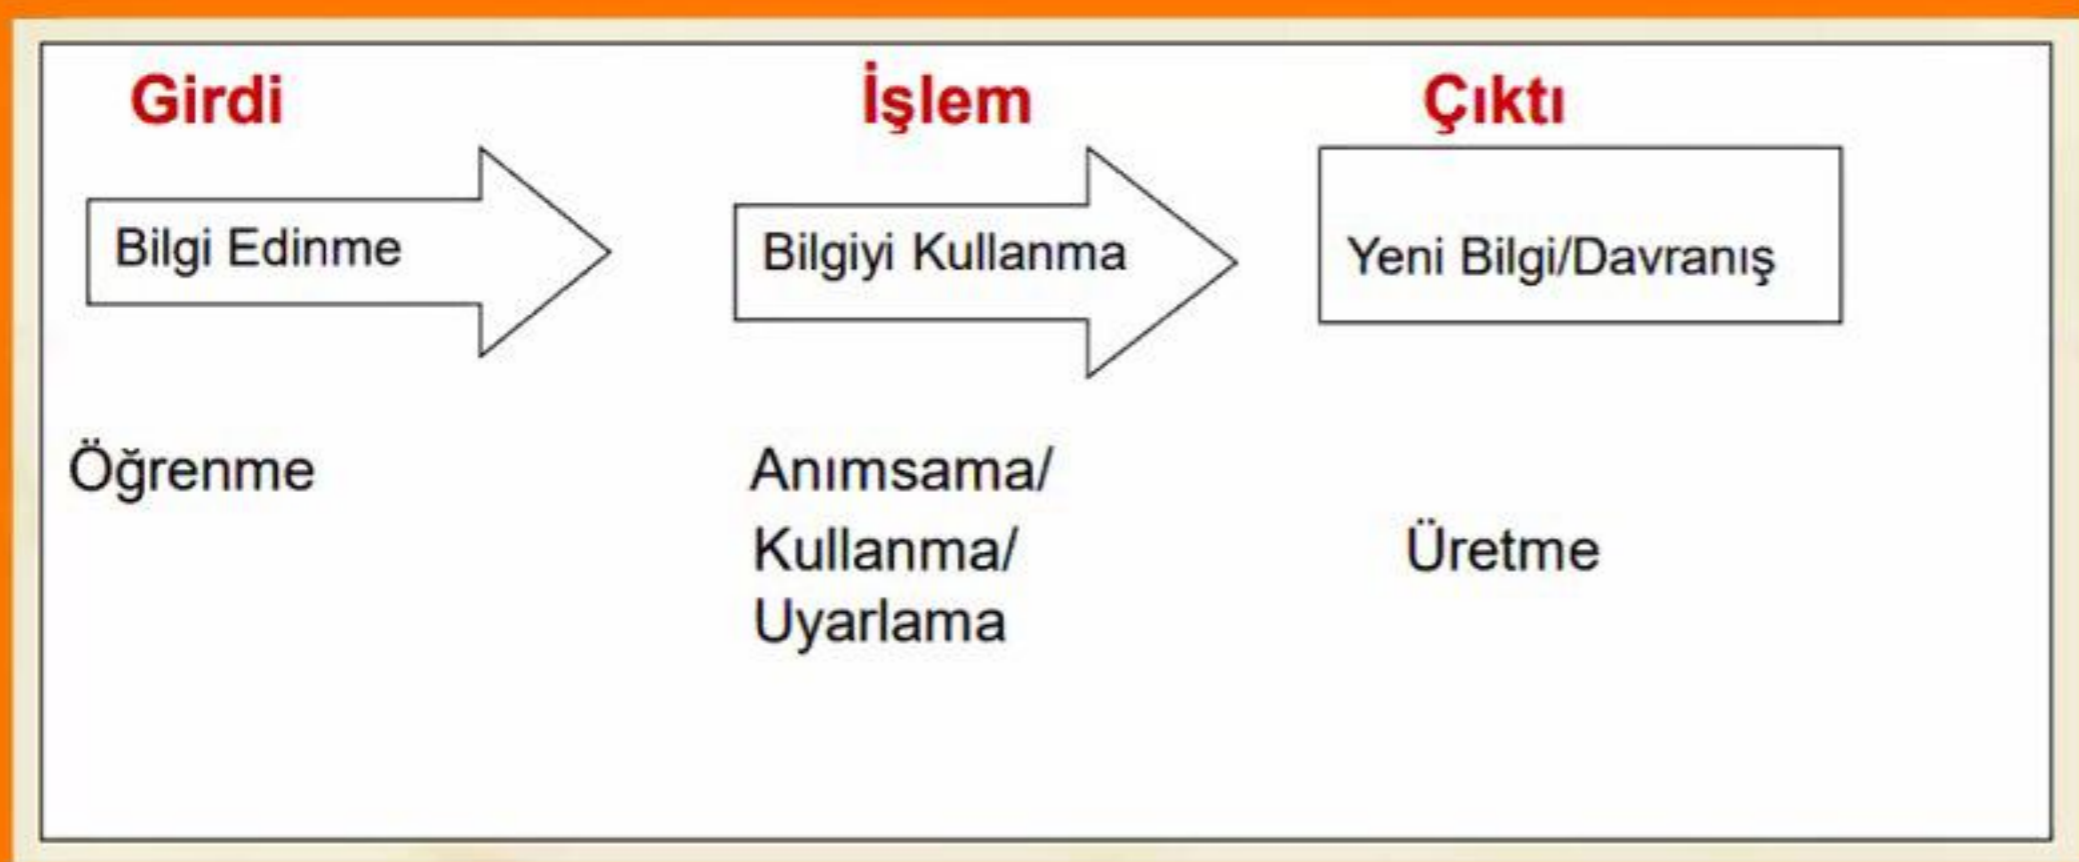 Girdi
İşlem
Çıktı
Bilgi Edinme
Bilgiyi Kullanma
Yeni Bilgi/Davranış
Öğrenme
Anımsama/
Kullanma/
Uyarlama
Üretme